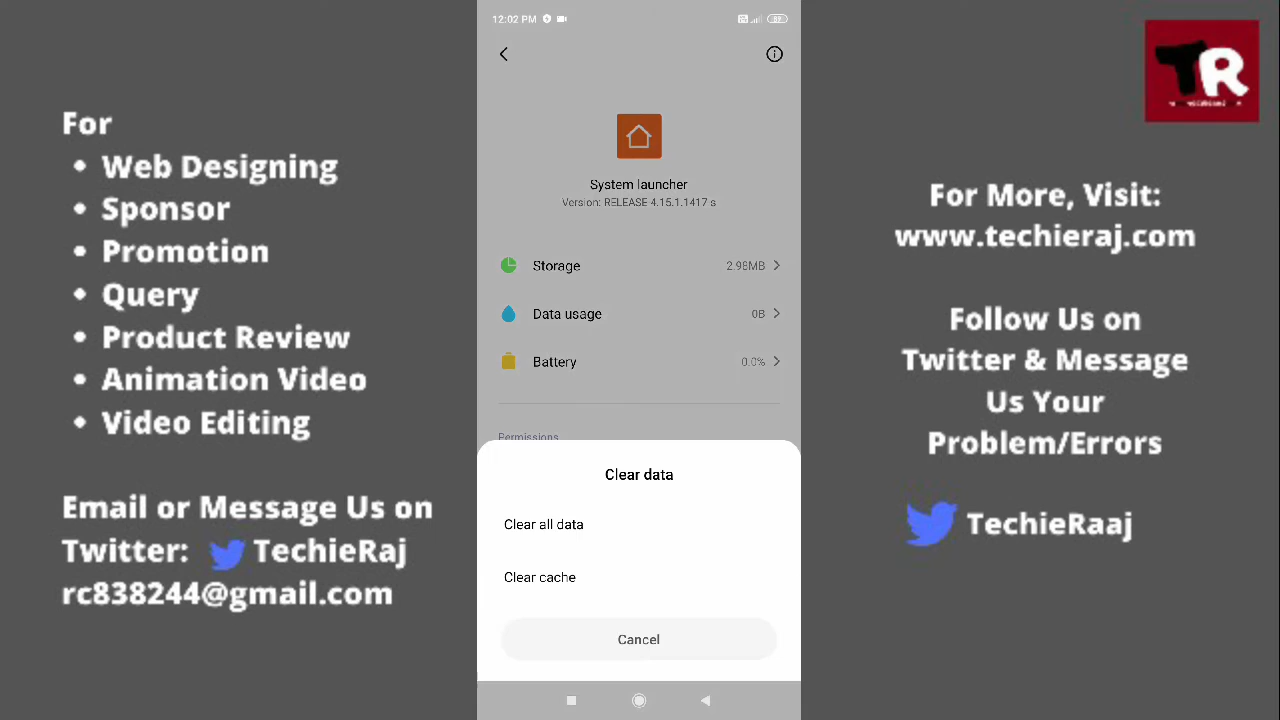 For
• Web Designing
• Sponsor
• Promotion
• Query
• Product Review
• Animation Video
• Video Editing
Email or Message Us on
Twitter: TechieRaj
rc838244@gmail.com
12:02 PM
System launcher
Version: RELEASE 4.15.1.1417 s
Storage 2.98MB
Data usage 0B
Battery 0.0%
Permissions
Clear data
Clear all data
Clear cache
Cancel
TR
For More, Visit:
www.techieraj.com
Follow Us on
Twitter & Message
Us Your
Problem/Errors
TechieRaaj